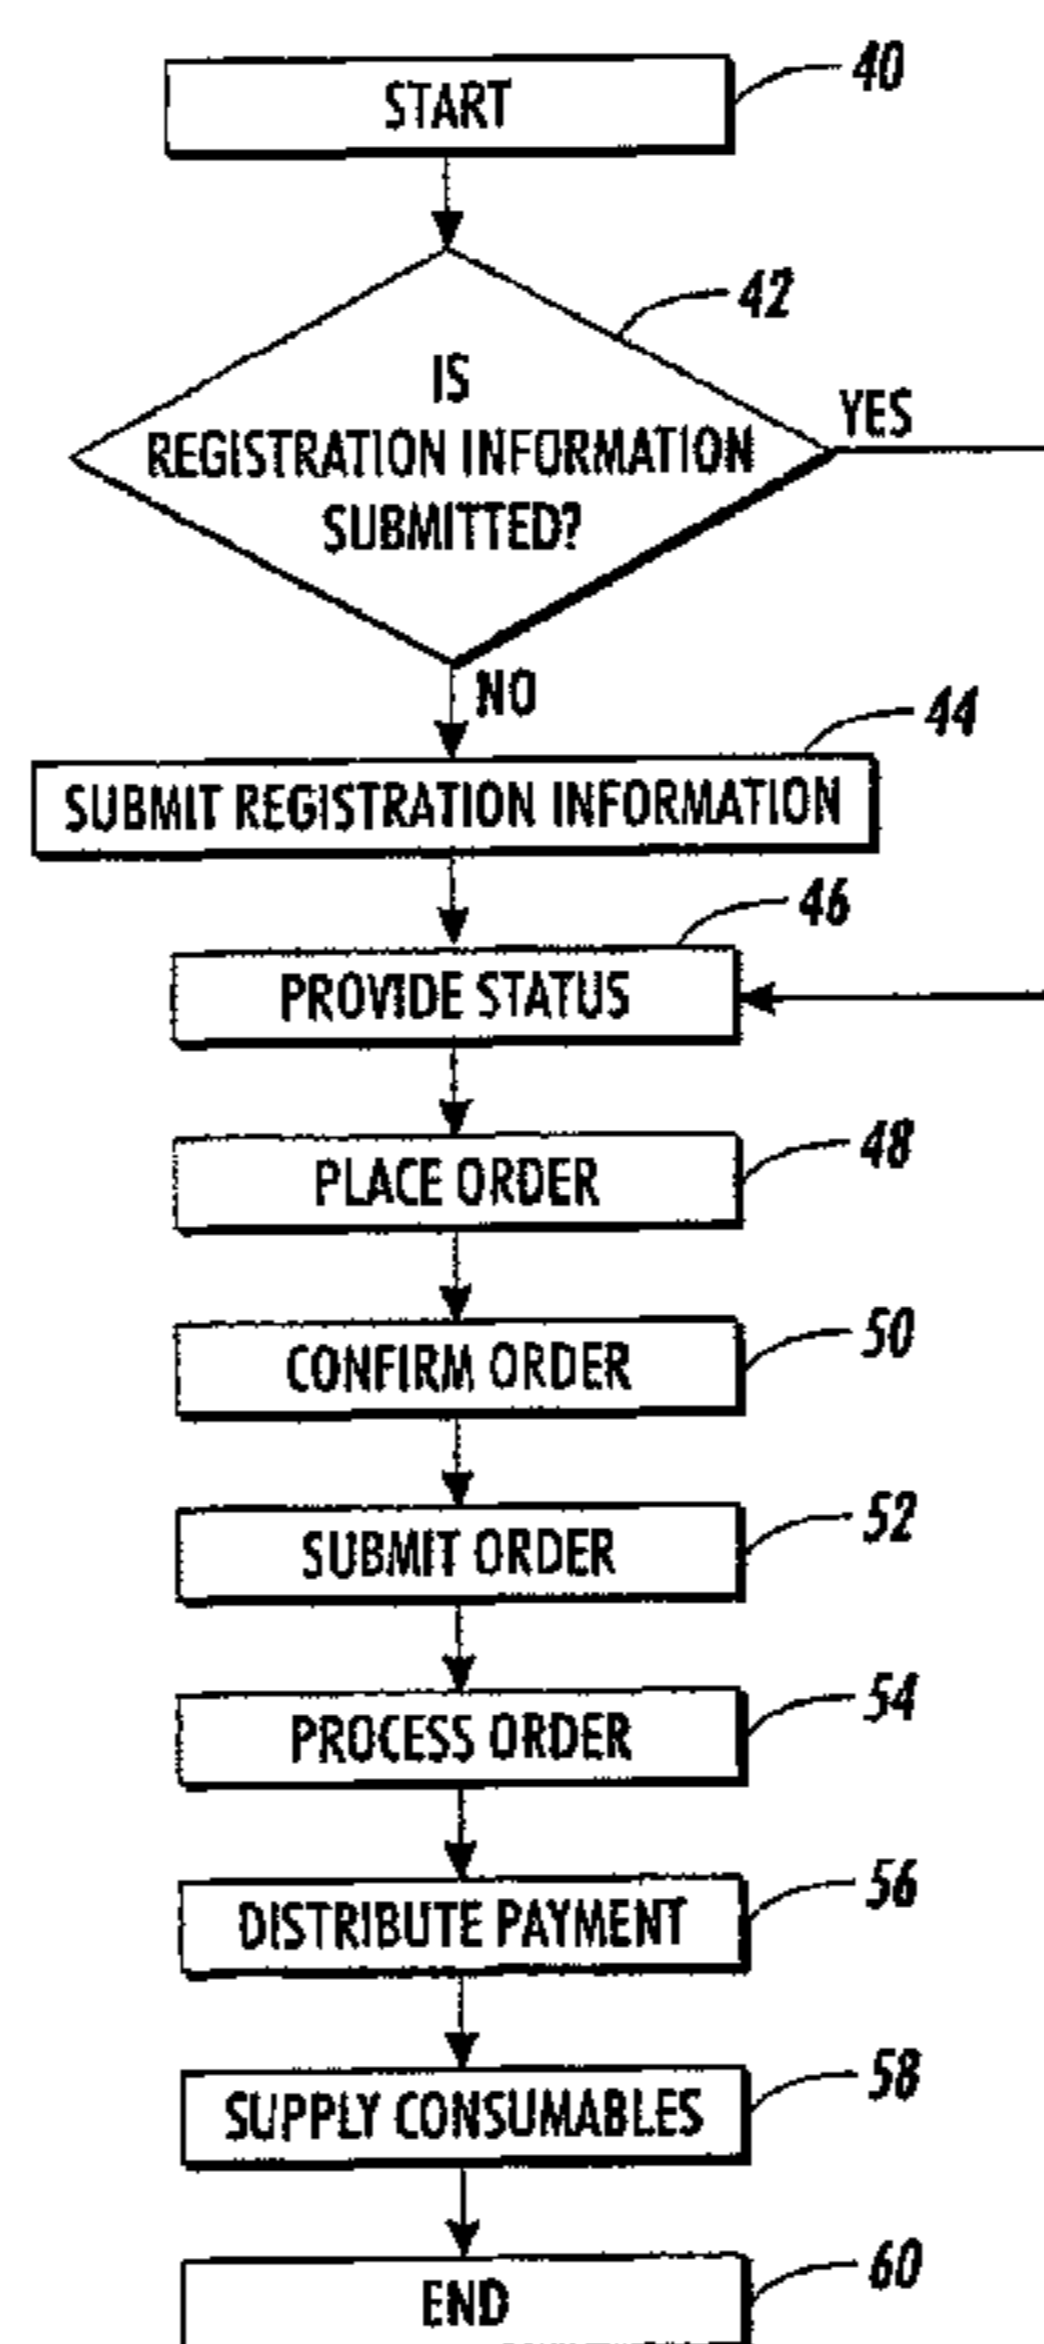 START
40
42
IS
REGISTRATION INFORMATION
SUBMITTED?
YES
NO
44
SUBMIT REGISTRATION INFORMATION
46
PROVIDE STATUS
48
PLACE ORDER
50
CONFIRM ORDER
52
SUBMIT ORDER
54
PROCESS ORDER
56
DISTRIBUTE PAYMENT
58
SUPPLY CONSUMABLES
60
END